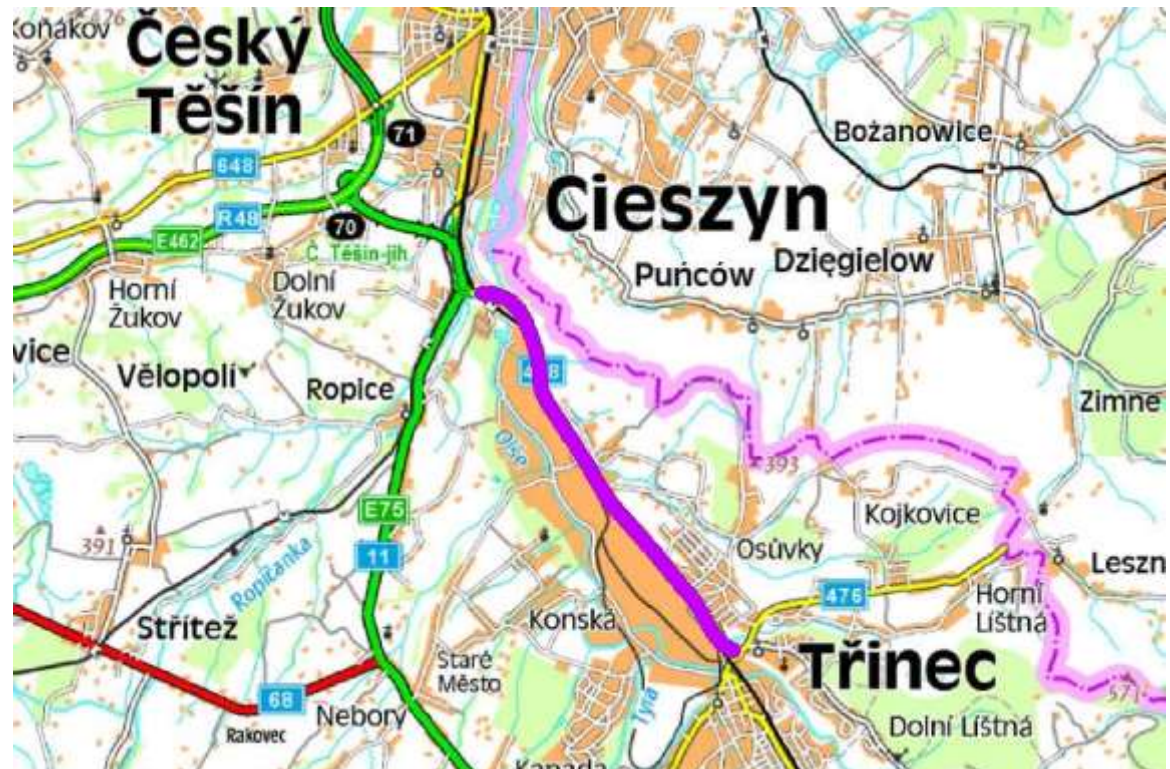 Český
Těšín
71
648
R48
70
E462
Č. Těšín-jih
Horní
Žukov
Dolní
Žukov
Cieszyn
Bożanowice
Puńców
Dzięgielow
vice
Vělopolí
Ropice
Zimne
Olše
393
E75
11
391
Ropičanka
Kojkovice
Osůvky
Leszn
476
Horní
Líštná
Střítež
Konská
Třinec
Staré
Město
68
Nebory
Rakovec
Tyra
571
Dolní Líštná
Kanada